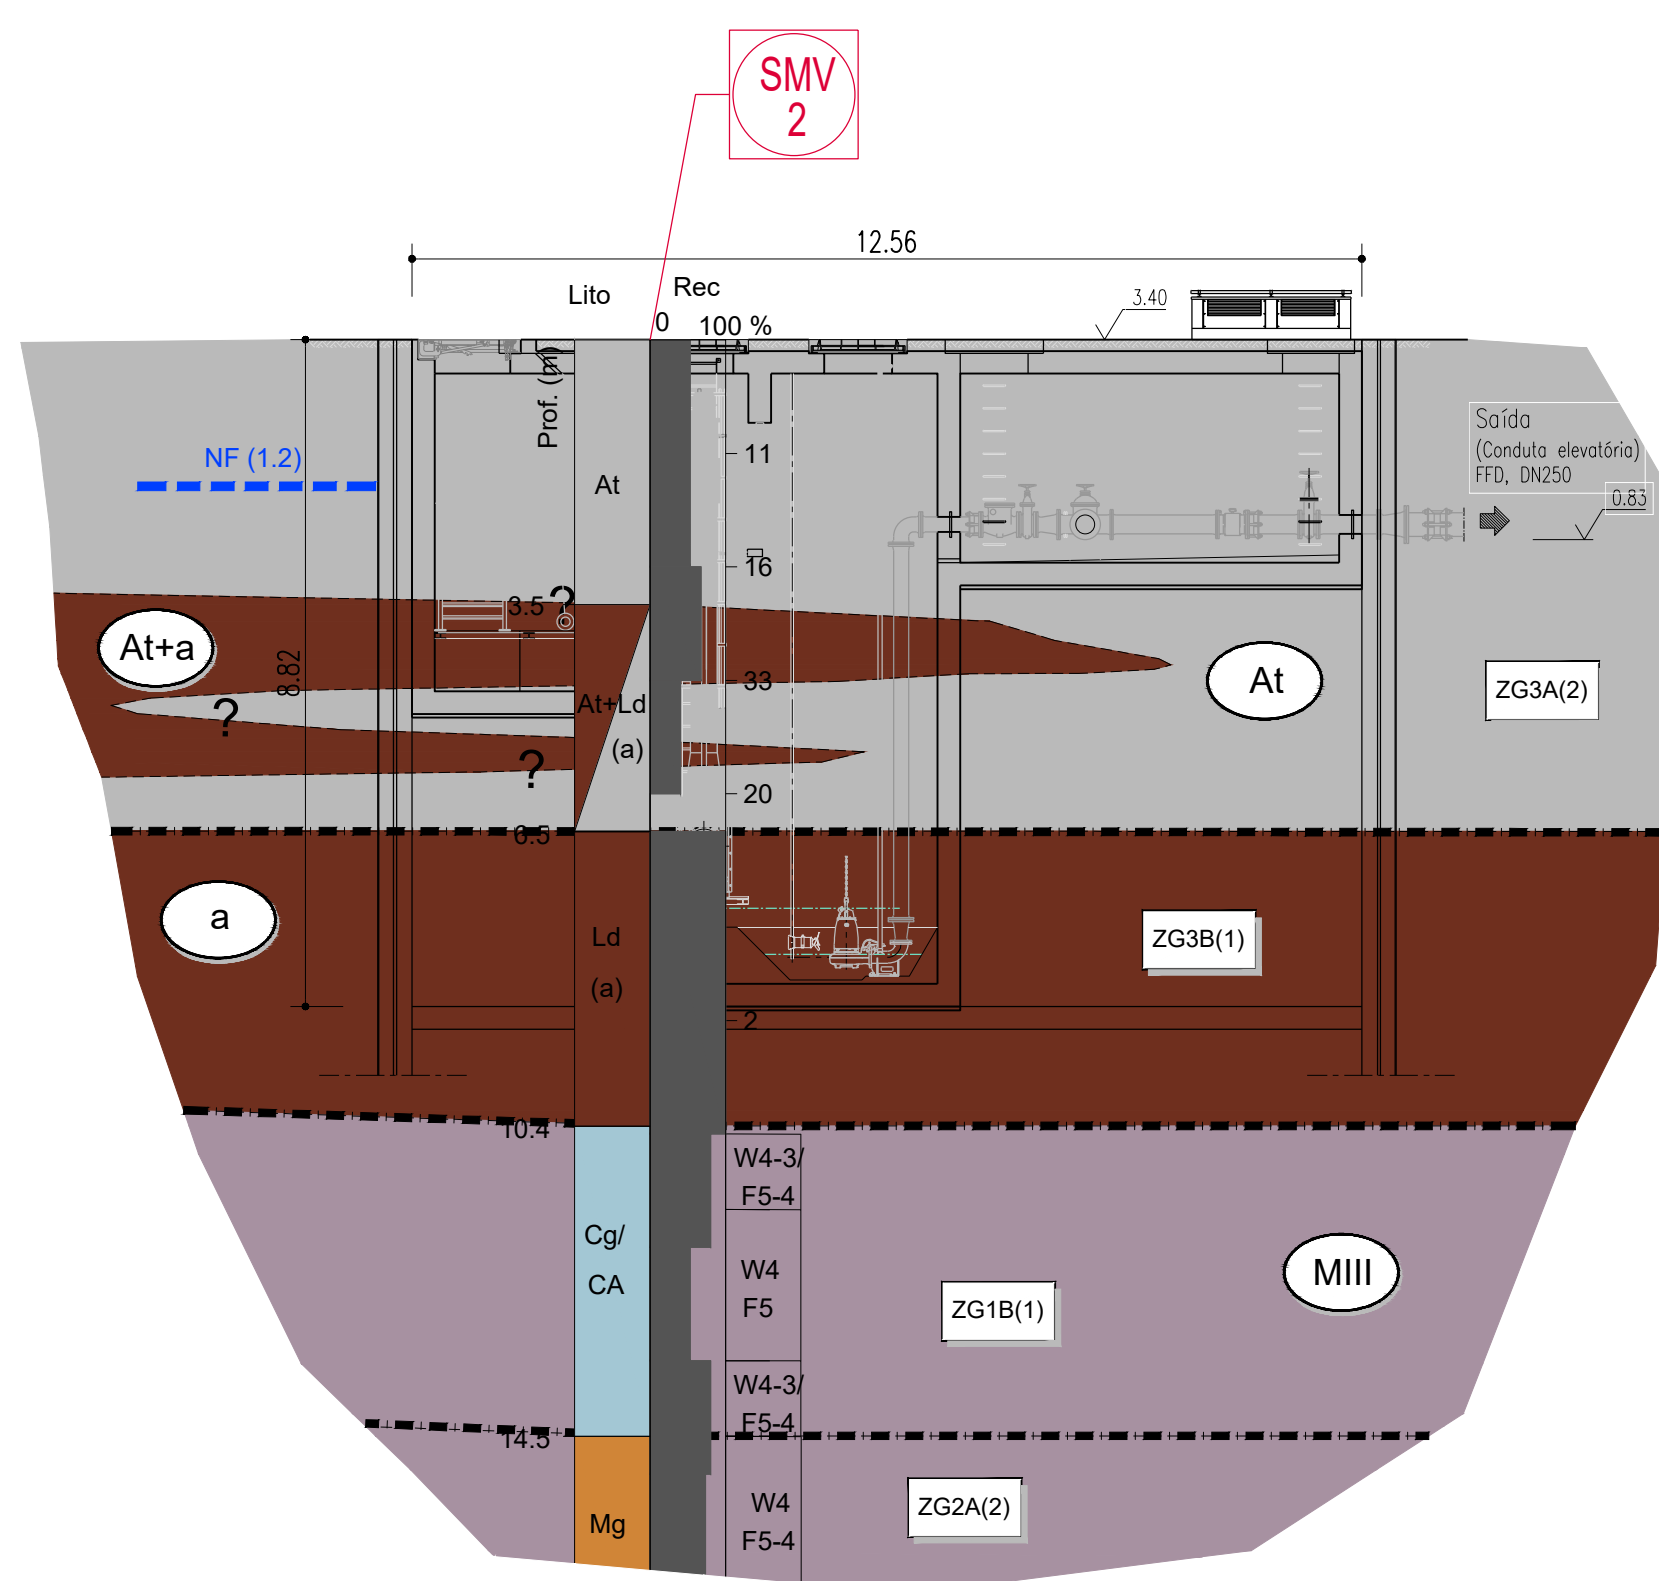 SMV
2
12.56
Lito
Rec
0
100 %
3.40
Prof. (m)
Saída
(Conduta elevatória)
FFD, DN250
0.83
NF (1.2)
At
11
16
3.5
?
At+a
8.82
33
At
ZG3A(2)
?
At+Ld
(a)
?
20
6.5
a
Ld
(a)
ZG3B(1)
2
10.4
W4-3/
F5-4
Cg/
CA
W4
F5
MIII
ZG1B(1)
W4-3/
F5-4
14.5
Mg
W4
F5-4
ZG2A(2)